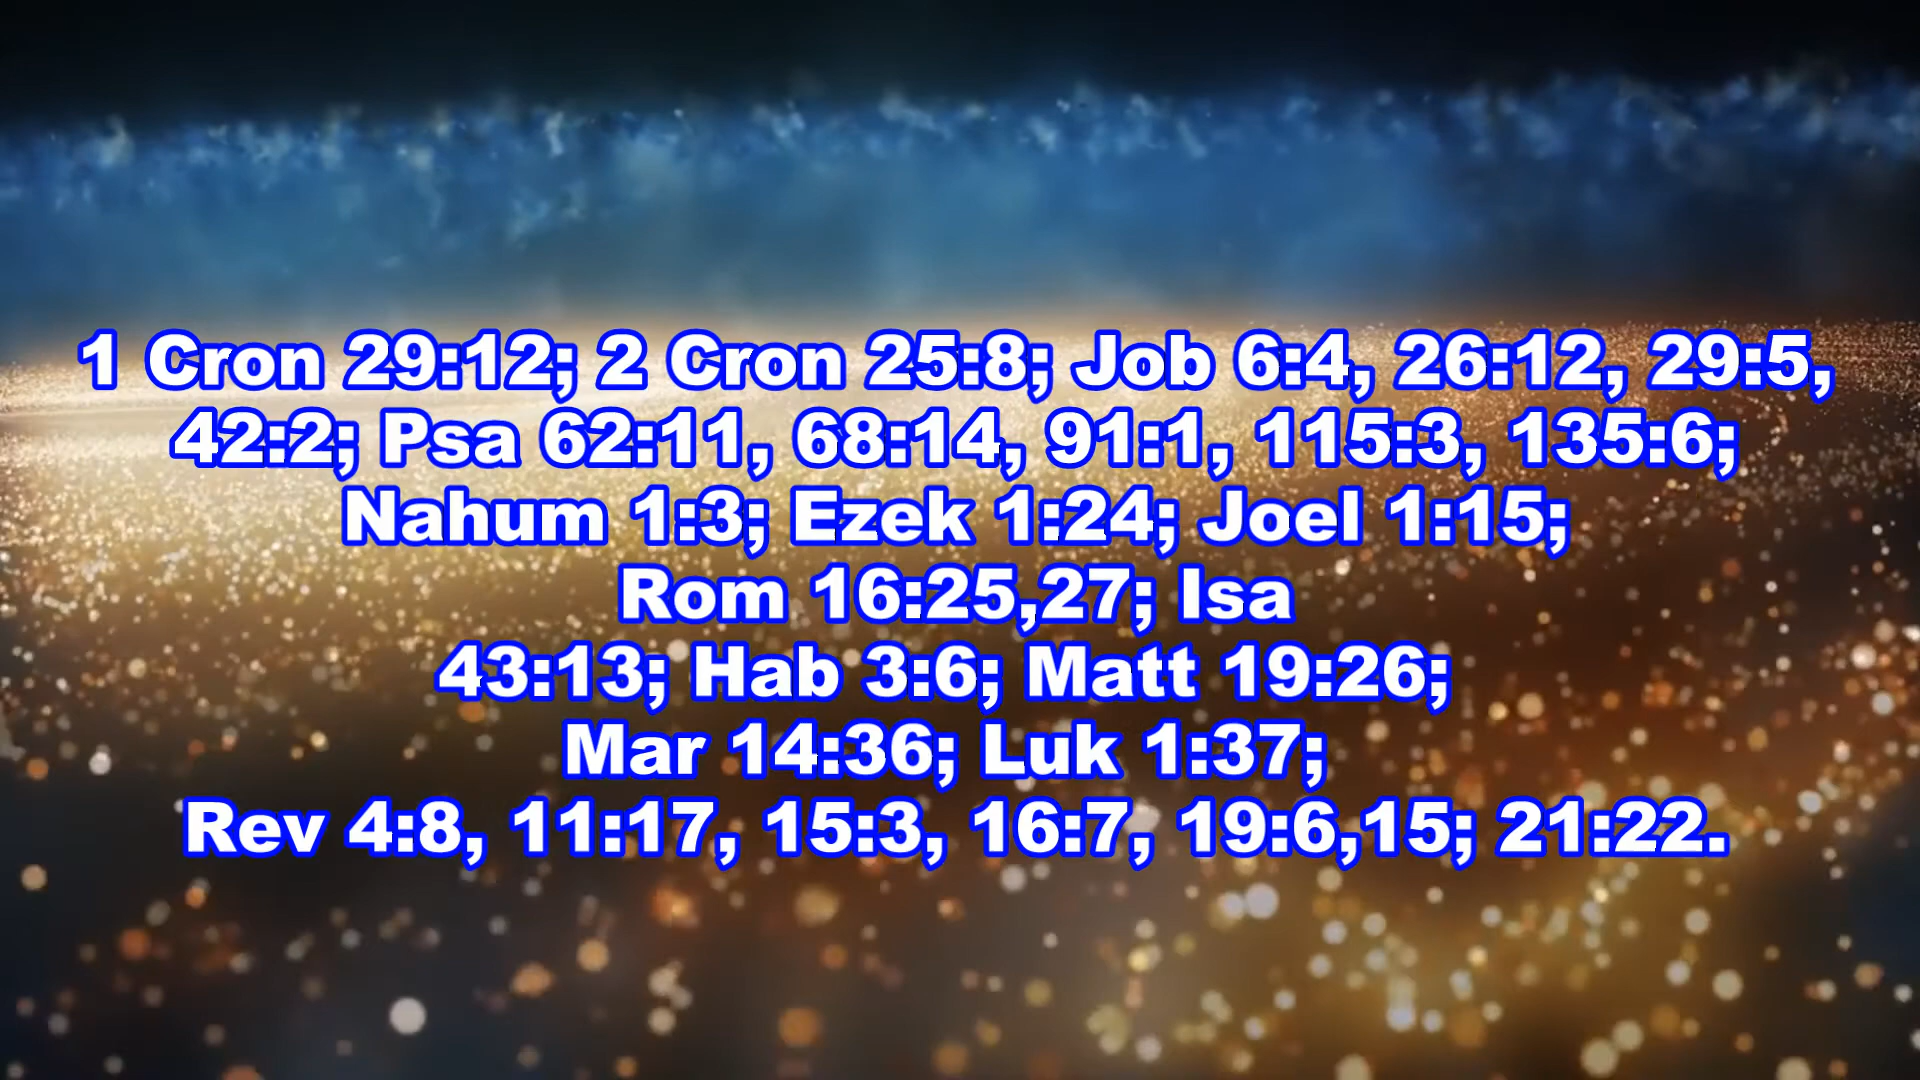 1 Cron 29:12; 2 Cron 25:8; Job 6:4, 26:12, 29:5,
42:2; Psa 62:11, 68:14, 91:1, 115:3, 135:6;
Nahum 1:3; Ezek 1:24; Joel 1:15;
Rom 16:25,27; Isa
43:13; Hab 3:6; Matt 19:26;
Mar 14:36; Luk 1:37;
Rev 4:8, 11:17, 15:3, 16:7, 19:6,15; 21:22.